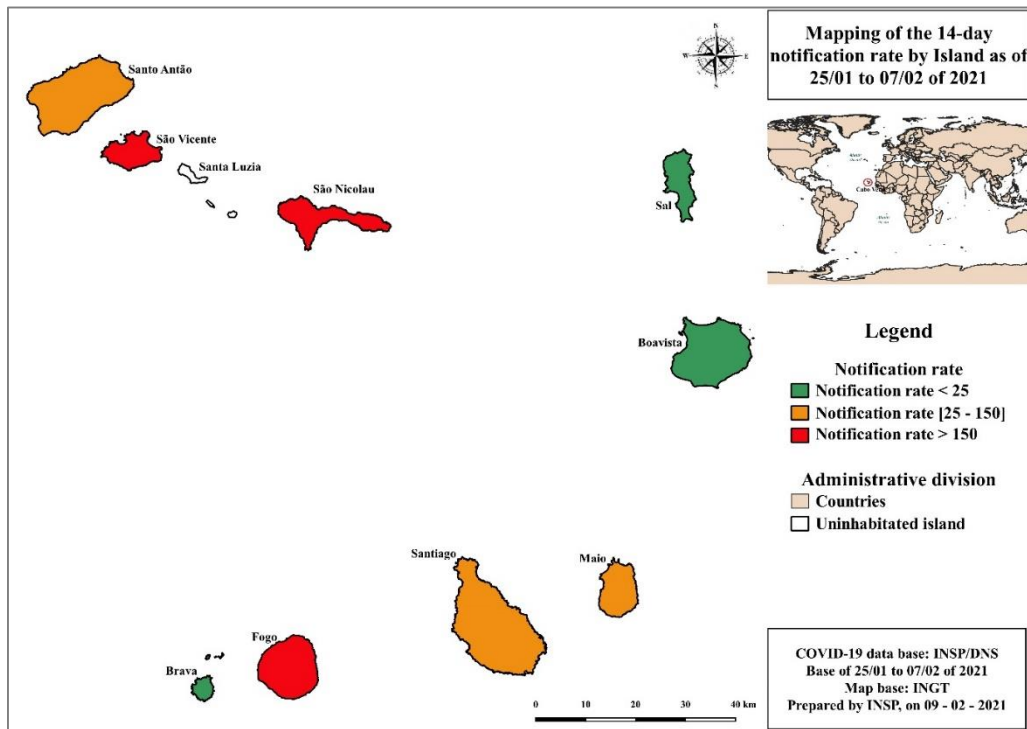 Mapping of the 14-day
notification rate by Island as of
25/01 to 07/02 of 2021
N
W
E
S
Santo Antão
São Vicente
Santa Luzia
São Nicolau
Sal
Boavista
Cabo Verde
Legend
Notification rate
Notification rate < 25
Notification rate [25 - 150]
Notification rate > 150
Administrative division
Countries
Uninhabitated island
Santiago
Maio
Fogo
Brava
0 10 20 30 40 km
COVID-19 data base: INSP/DNS
Base of 25/01 to 07/02 of 2021
Map base: INGT
Prepared by INSP, on 09 - 02 - 2021